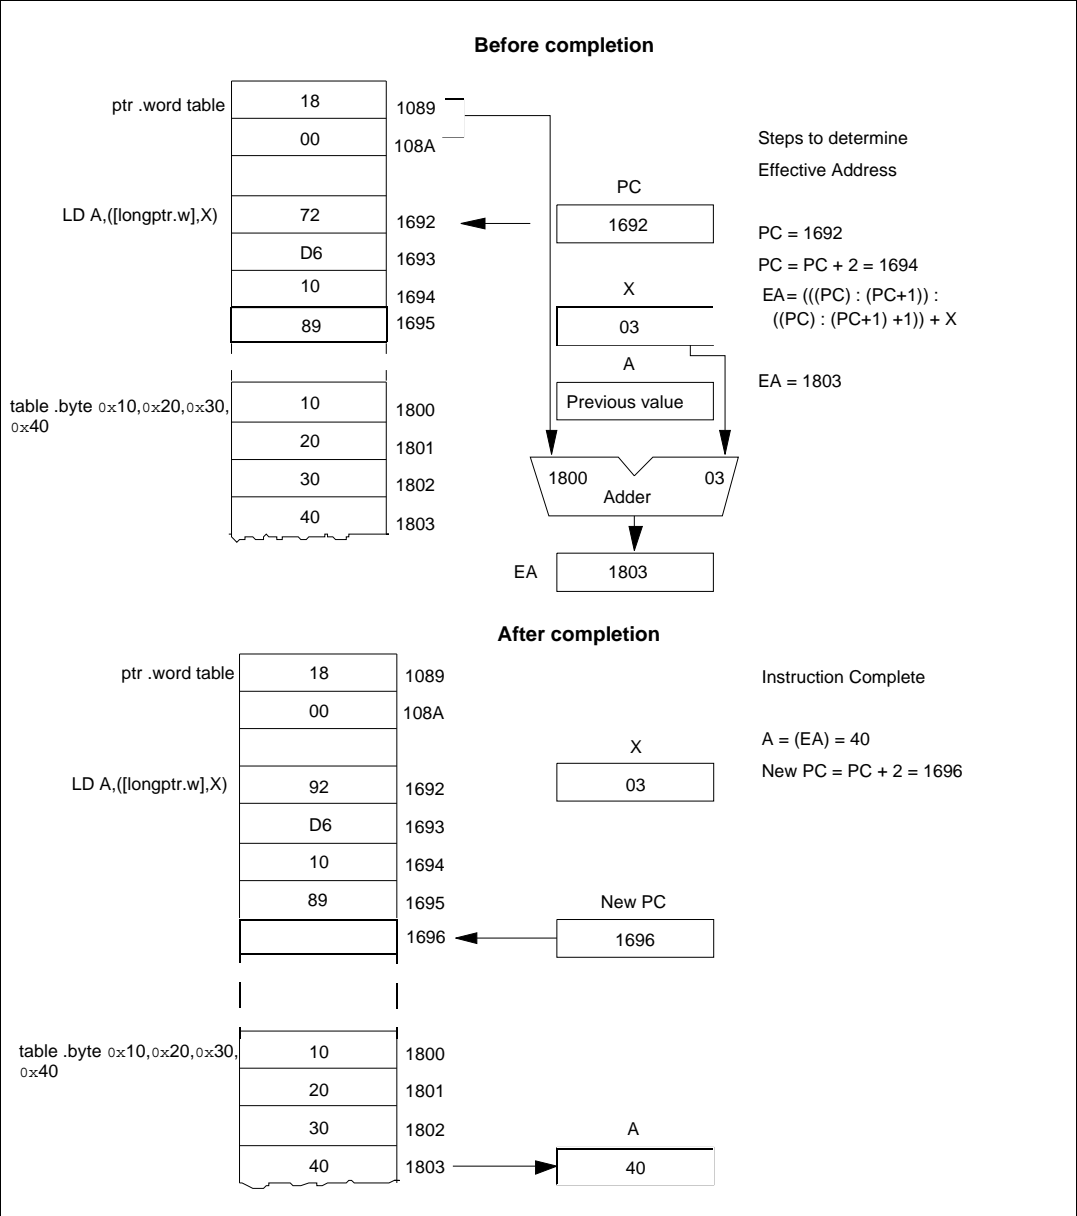 Before completion
ptr .word table 18 1089
00 108A
LD A,([longptr.w],X) 72 1692
D6 1693
10 1694
89 1695
table .byte 0x10,0x20,0x30,
0x40
10 1800
20 1801
30 1802
40 1803
PC
1692
X
03
A
Previous value
1800 03
Adder
EA 1803
Steps to determine
Effective Address
PC = 1692
PC = PC + 2 = 1694
EA= (((PC) : (PC+1)) :
((PC) : (PC+1) +1)) + X
EA = 1803
After completion
ptr .word table 18 1089
00 108A
LD A,([longptr.w],X) 92 1692
D6 1693
10 1694
89 1695
1696
table .byte 0x10,0x20,0x30,
0x40
10 1800
20 1801
30 1802
40 1803
X
03
New PC
1696
A
40
Instruction Complete
A = (EA) = 40
New PC = PC + 2 = 1696